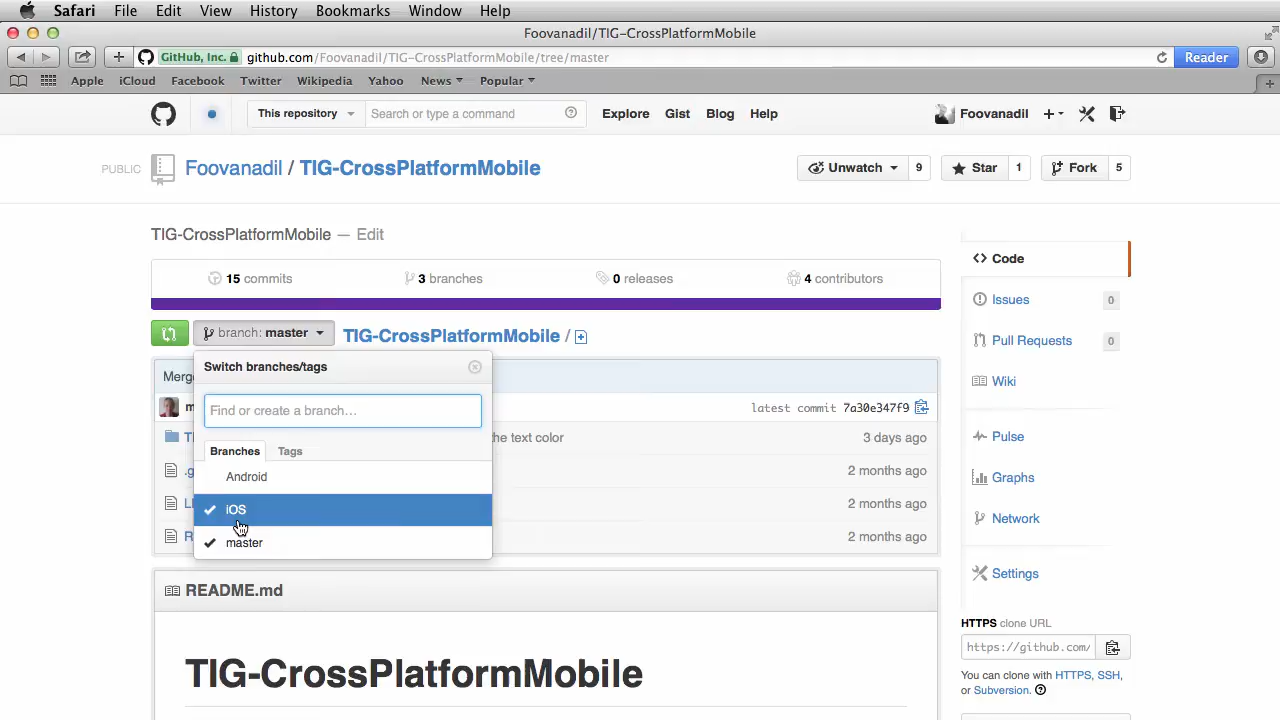 Safari File Edit View History Bookmarks Window Help
Foovanadil/TIG-CrossPlatformMobile
GitHub, Inc. github.com/Foovanadil/TIG-CrossPlatformMobile/tree/master Reader
Apple iCloud Facebook Twitter Wikipedia Yahoo News Popular
This repository Search or type a command Explore Gist Blog Help Foovanadil
PUBLIC Foovanadil / TIG-CrossPlatformMobile Unwatch 9 Star 1 Fork 5
TIG-CrossPlatformMobile — Edit
15 commits 3 branches 0 releases 4 contributors
branch: master TIG-CrossPlatformMobile /
Switch branches/tags
Find or create a branch…
Branches Tags
Android
iOS
master
Merg
m latest commit 7a30e347f9
the text color 3 days ago
.g 2 months ago
LI 2 months ago
R 2 months ago
README.md
TIG-CrossPlatformMobile
Code
Issues 0
Pull Requests 0
Wiki
Pulse
Graphs
Network
Settings
HTTPS clone URL
https://github.com/
You can clone with HTTPS, SSH,
or Subversion.